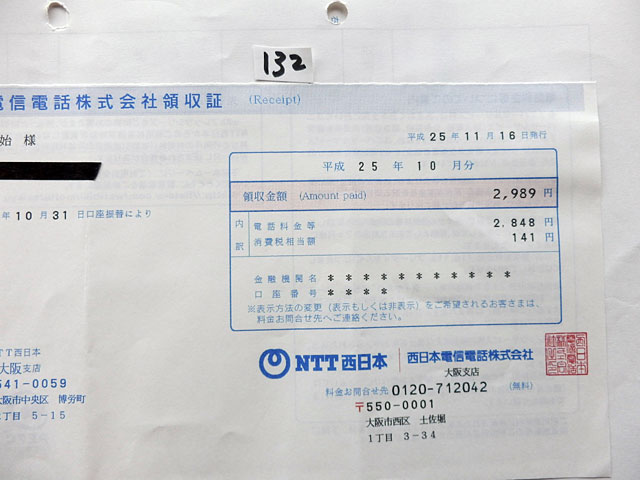 132
電信電話株式会社領収証 (Receipt)
始 様
平成 25 年 11 月 16 日発行
平成 25 年 10 月分
領収金額 (Amount paid) 2,989 円
年 10 月 31 日口座振替により
内訳
電話料金等 2,848 円
消費税相当額 141 円
金融機関名 * * * * * * * * * * *
口座番号 * * * *
※表示方法の変更(表示もしくは非表示)をご希望されるお客さまは、
料金お問合せ先へご連絡ください。
NTT西日本
大阪支店
541-0059
大阪市中央区 博労町
丁目 5-15
NTT西日本 西日本電信電話株式会社
大阪支店
料金お問合せ先 0120-712042 (無料)
〒550-0001
大阪市西区 土佐堀
1丁目 3-34